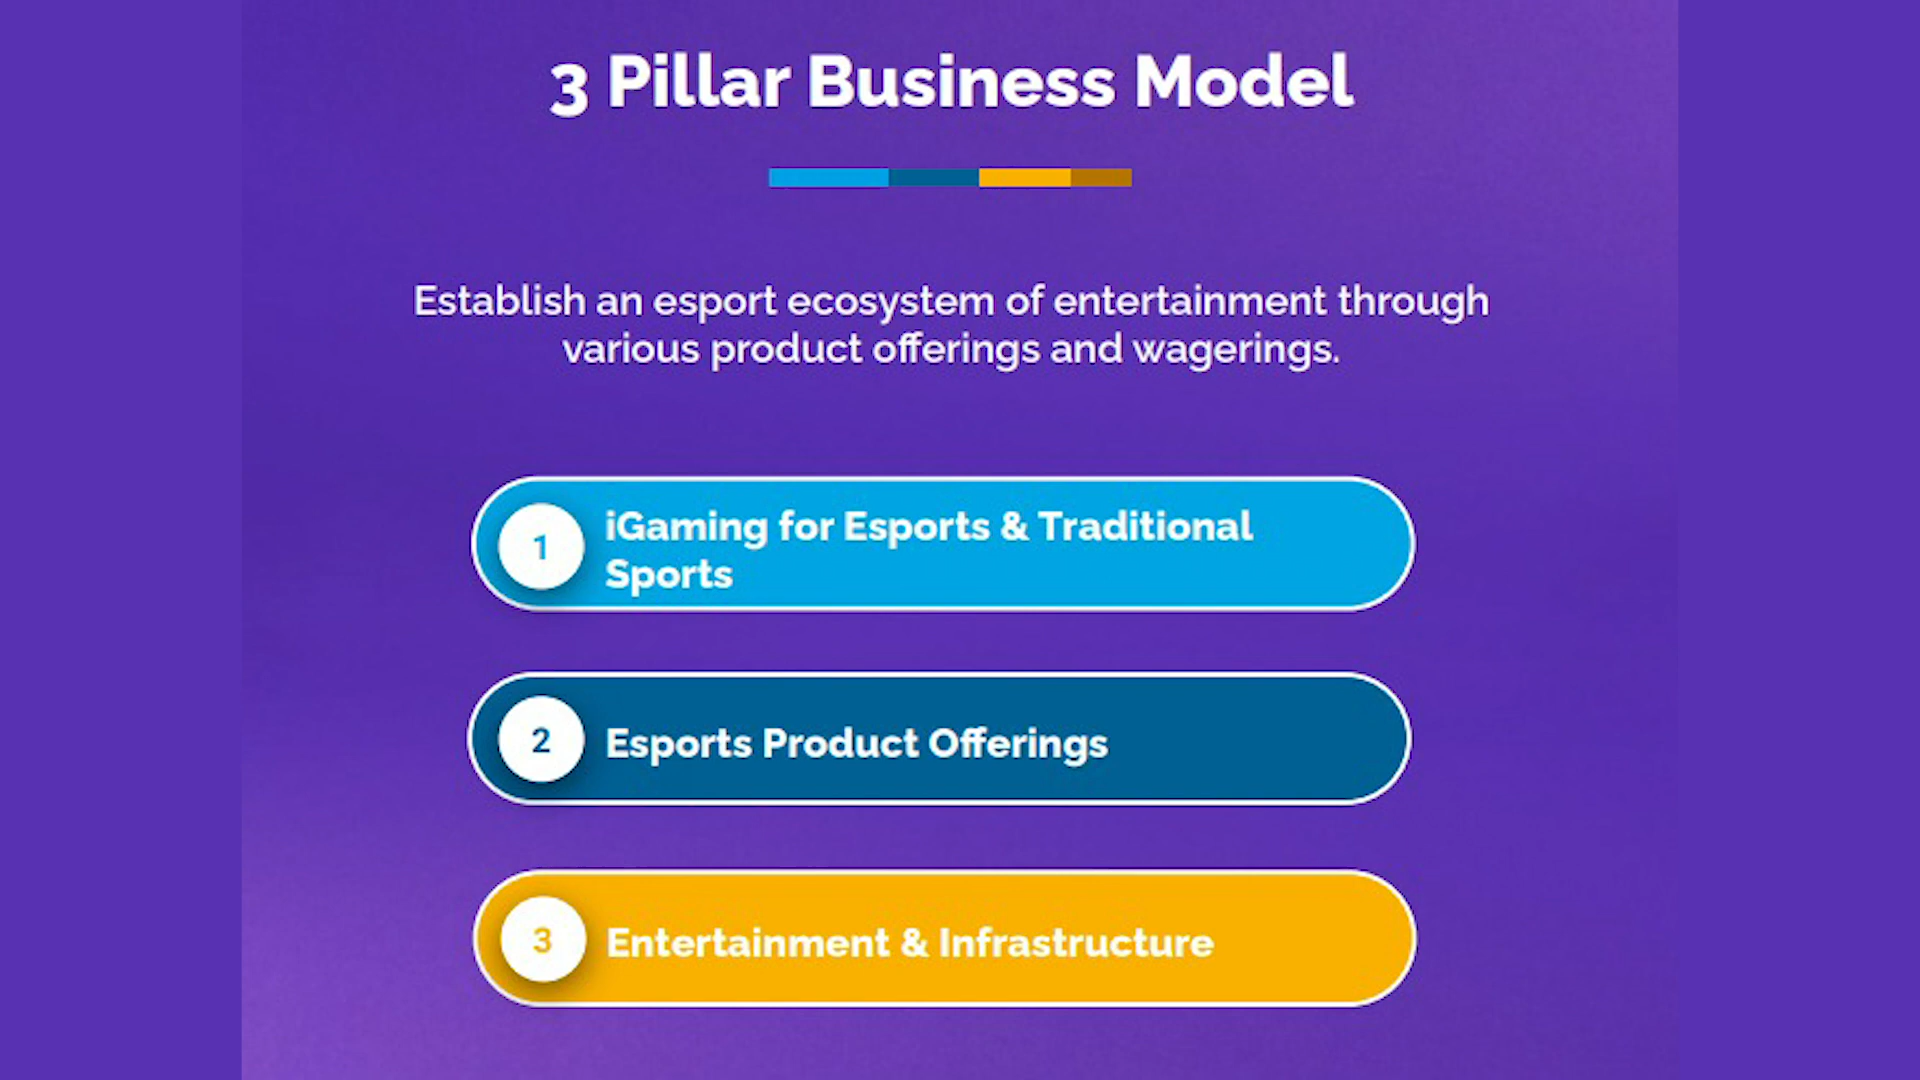 3 Pillar Business Model
Establish an esport ecosystem of entertainment through
various product offerings and wagerings.
1
iGaming for Esports & Traditional
Sports
2
Esports Product Offerings
3
Entertainment & Infrastructure